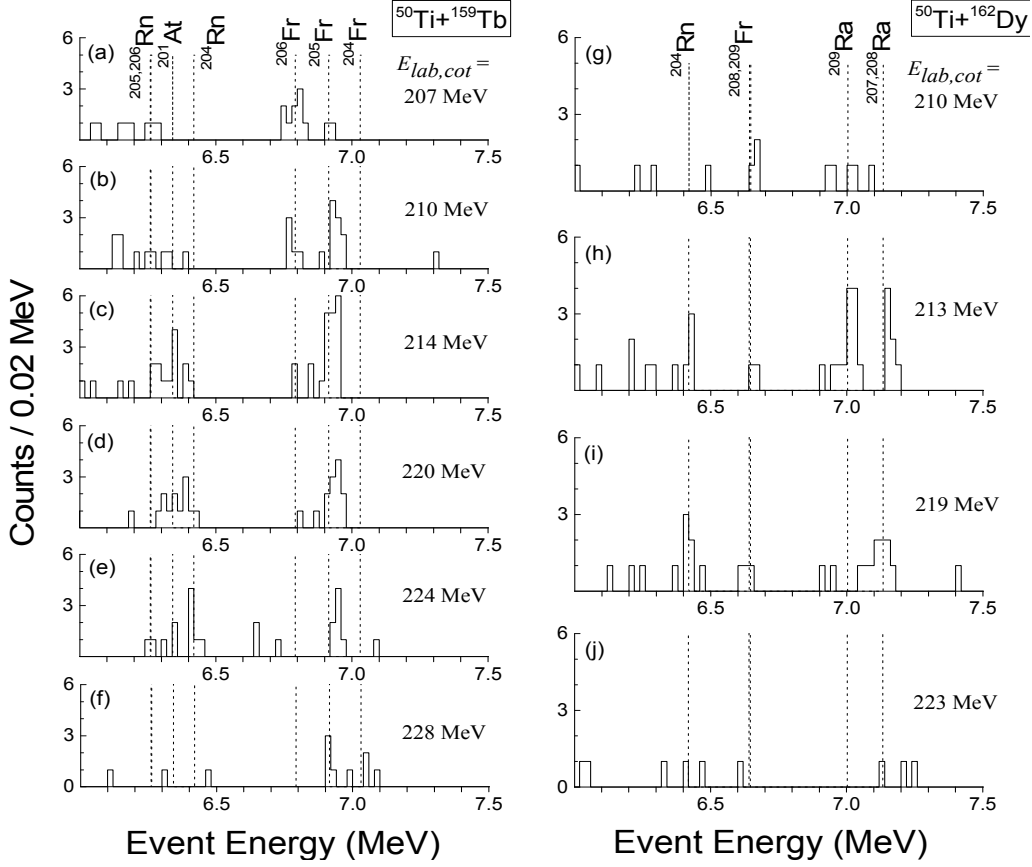 50Ti+159Tb
205,206Rn
201At
204Rn
206Fr
205Fr
204Fr
6
3
0
(a)
Elab,cot =
207 MeV
6.5 7.0 7.5
6
3
0
(b)
210 MeV
6.5 7.0 7.5
6
3
(c)
214 MeV
6.5 7.0 7.5
6
3
0
(d)
220 MeV
6.5 7.0 7.5
6
3
(e)
224 MeV
6.5 7.0 7.5
6
3
0
(f)
228 MeV
6.5 7.0 7.5
Counts / 0.02 MeV
Event Energy (MeV)
50Ti+162Dy
204Rn
208,209Fr
209Ra
207,208Ra
6
3
0
(g)
Elab,cot =
210 MeV
6.5 7.0 7.5
6
3
0
(h)
213 MeV
6.5 7.0 7.5
6
3
0
(i)
219 MeV
6.5 7.0 7.5
6
3
0
(j)
223 MeV
6.5 7.0 7.5
Event Energy (MeV)